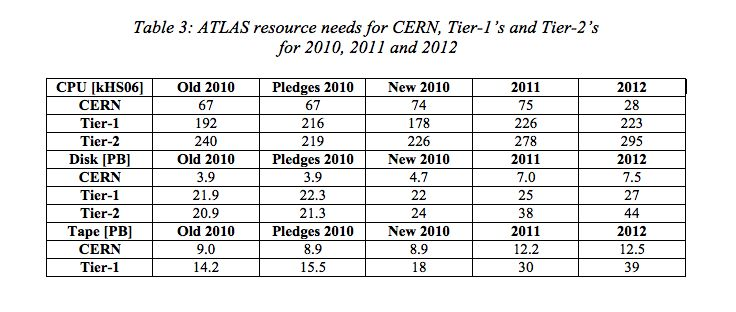 Table 3: ATLAS resource needs for CERN, Tier-1's and Tier-2's
for 2010, 2011 and 2012
CPU [kHS06] Old 2010 Pledges 2010 New 2010 2011 2012
CERN 67 67 74 75 28
Tier-1 192 216 178 226 223
Tier-2 240 219 226 278 295
Disk [PB] Old 2010 Pledges 2010 New 2010 2011 2012
CERN 3.9 3.9 4.7 7.0 7.5
Tier-1 21.9 22.3 22 25 27
Tier-2 20.9 21.3 24 38 44
Tape [PB] Old 2010 Pledges 2010 New 2010 2011 2012
CERN 9.0 8.9 8.9 12.2 12.5
Tier-1 14.2 15.5 18 30 39